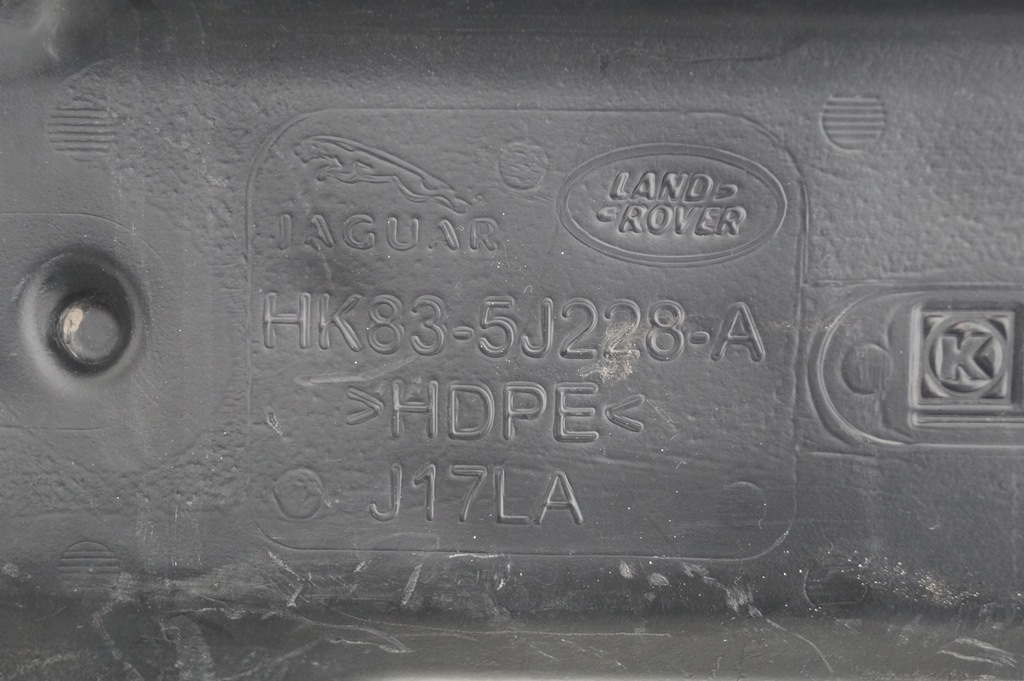 JAGUAR
LAND
ROVER
HK83-5J228-A
>HDPE<
J17LA
K